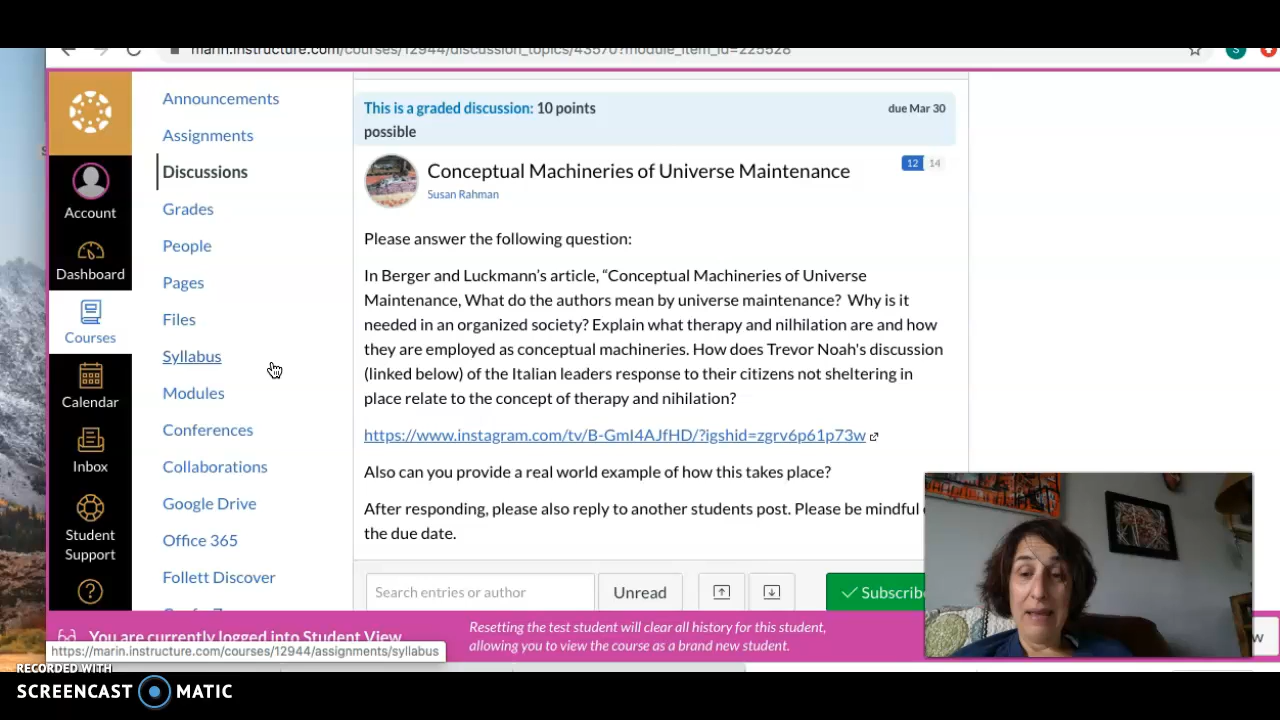 marin.instructure.com/courses/12944/discussion_topics/43570?module_item_id=225528
S
Announcements
Assignments
Discussions
Grades
People
Pages
Files
Syllabus
Modules
Conferences
Collaborations
Google Drive
Office 365
Follett Discover
Account
Dashboard
Courses
Calendar
Inbox
Student
Support
?
This is a graded discussion: 10 points
possible
due Mar 30
Conceptual Machineries of Universe Maintenance
12 14
Susan Rahman
Please answer the following question:
In Berger and Luckmann’s article, “Conceptual Machineries of Universe
Maintenance, What do the authors mean by universe maintenance?  Why is it
needed in an organized society? Explain what therapy and nilhilation are and how
they are employed as conceptual machineries. How does Trevor Noah's discussion
(linked below) of the Italian leaders response to their citizens not sheltering in
place relate to the concept of therapy and nihilation?
https://www.instagram.com/tv/B-GmI4AJfHD/?igshid=zgrv6p61p73w
Also can you provide a real world example of how this takes place?
After responding, please also reply to another students post. Please be mindful
the due date.
Search entries or author
Unread
Subscribe
You are currently logged into Student View
Resetting the test student will clear all history for this student,
allowing you to view the course as a brand new student.
https://marin.instructure.com/courses/12944/assignments/syllabus
RECORDED WITH
SCREENCAST MATIC